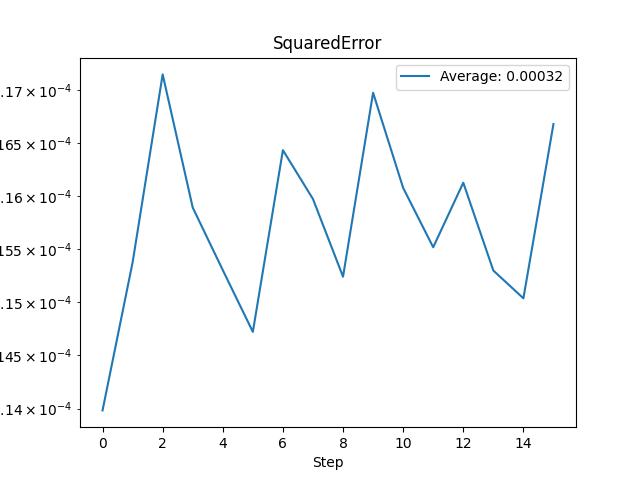 SquaredError
Average: 0.00032
.17 × 10⁻⁴
165 × 10⁻⁴
.16 × 10⁻⁴
155 × 10⁻⁴
.15 × 10⁻⁴
145 × 10⁻⁴
.14 × 10⁻⁴
0 2 4 6 8 10 12 14
Step